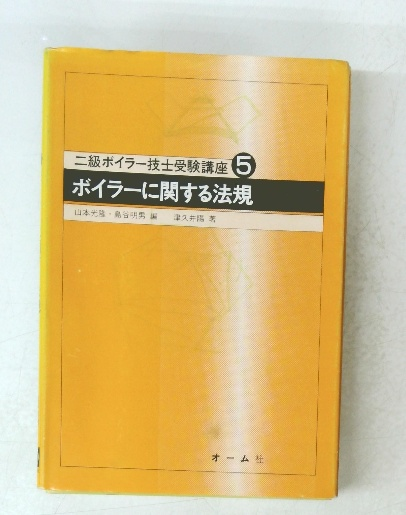 二級ボイラー技士受験講座 5
ボイラーに関する法規
山本光蔵・島谷明男 編 津久井陽 著
オーム社